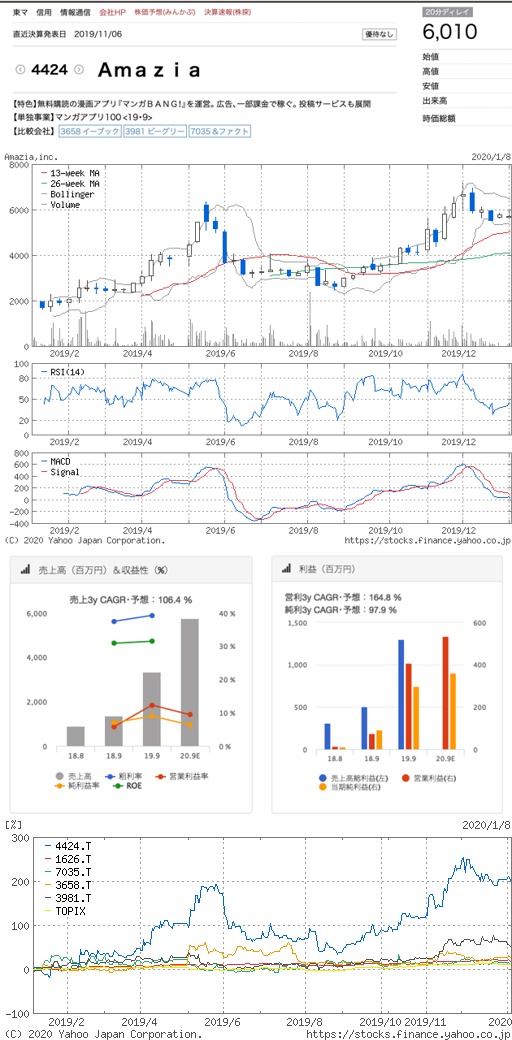 東マ 信用 情報通信 会社HP 株価予想(みんかぶ) 決算速報(株探)
20分ディレイ
直近決算発表日 2019/11/06
優待なし
6,010
4424 Amazia
始値
高値
安値
出来高
時価総額
【特色】無料購読の漫画アプリ『マンガBANG!』を運営。広告、一部課金で稼ぐ。投稿サービスも展開
【単独事業】マンガアプリ100<19・9>
【比較会社】 3658 イーブック 3981 ビーグリー 7035 &ファクト
Amazia,inc. 2020/1/8
13-week MA
26-week MA
Bollinger
Volume
8000
6000
4000
2000
0
2019/2 2019/4 2019/6 2019/8 2019/10 2019/12
RSI(14)
100
50
0
2019/2 2019/4 2019/6 2019/8 2019/10 2019/12
MACD
Signal
800
600
400
200
0
-200
-400
2019/2 2019/4 2019/6 2019/8 2019/10 2019/12
(C) 2020 Yahoo Japan Corporation. https://stocks.finance.yahoo.co.jp
売上高（百万円）＆収益性（%）
売上3y CAGR・予想：106.4 %
6,000
4,000
2,000
0
40 %
30 %
20 %
10 %
0 %
18.8 18.9 19.9 20.9E
売上高 粗利率 営業利益率
純利益率 ROE
利益（百万円）
営利3y CAGR・予想：164.8 %
純利3y CAGR・予想：97.9 %
1,500
1,000
500
0
600
400
200
0
18.8 18.9 19.9 20.9E
売上高総利益(左) 営業利益(右)
当期純利益(右)
[%] 2020/1/8
4424.T
1626.T
7035.T
3658.T
3981.T
TOPIX
300
200
100
0
-100
2019/2 2019/4 2019/6 2019/8 2019/10 2019/11 2020
(C) 2020 Yahoo Japan Corporation. https://stocks.finance.yahoo.co.jp